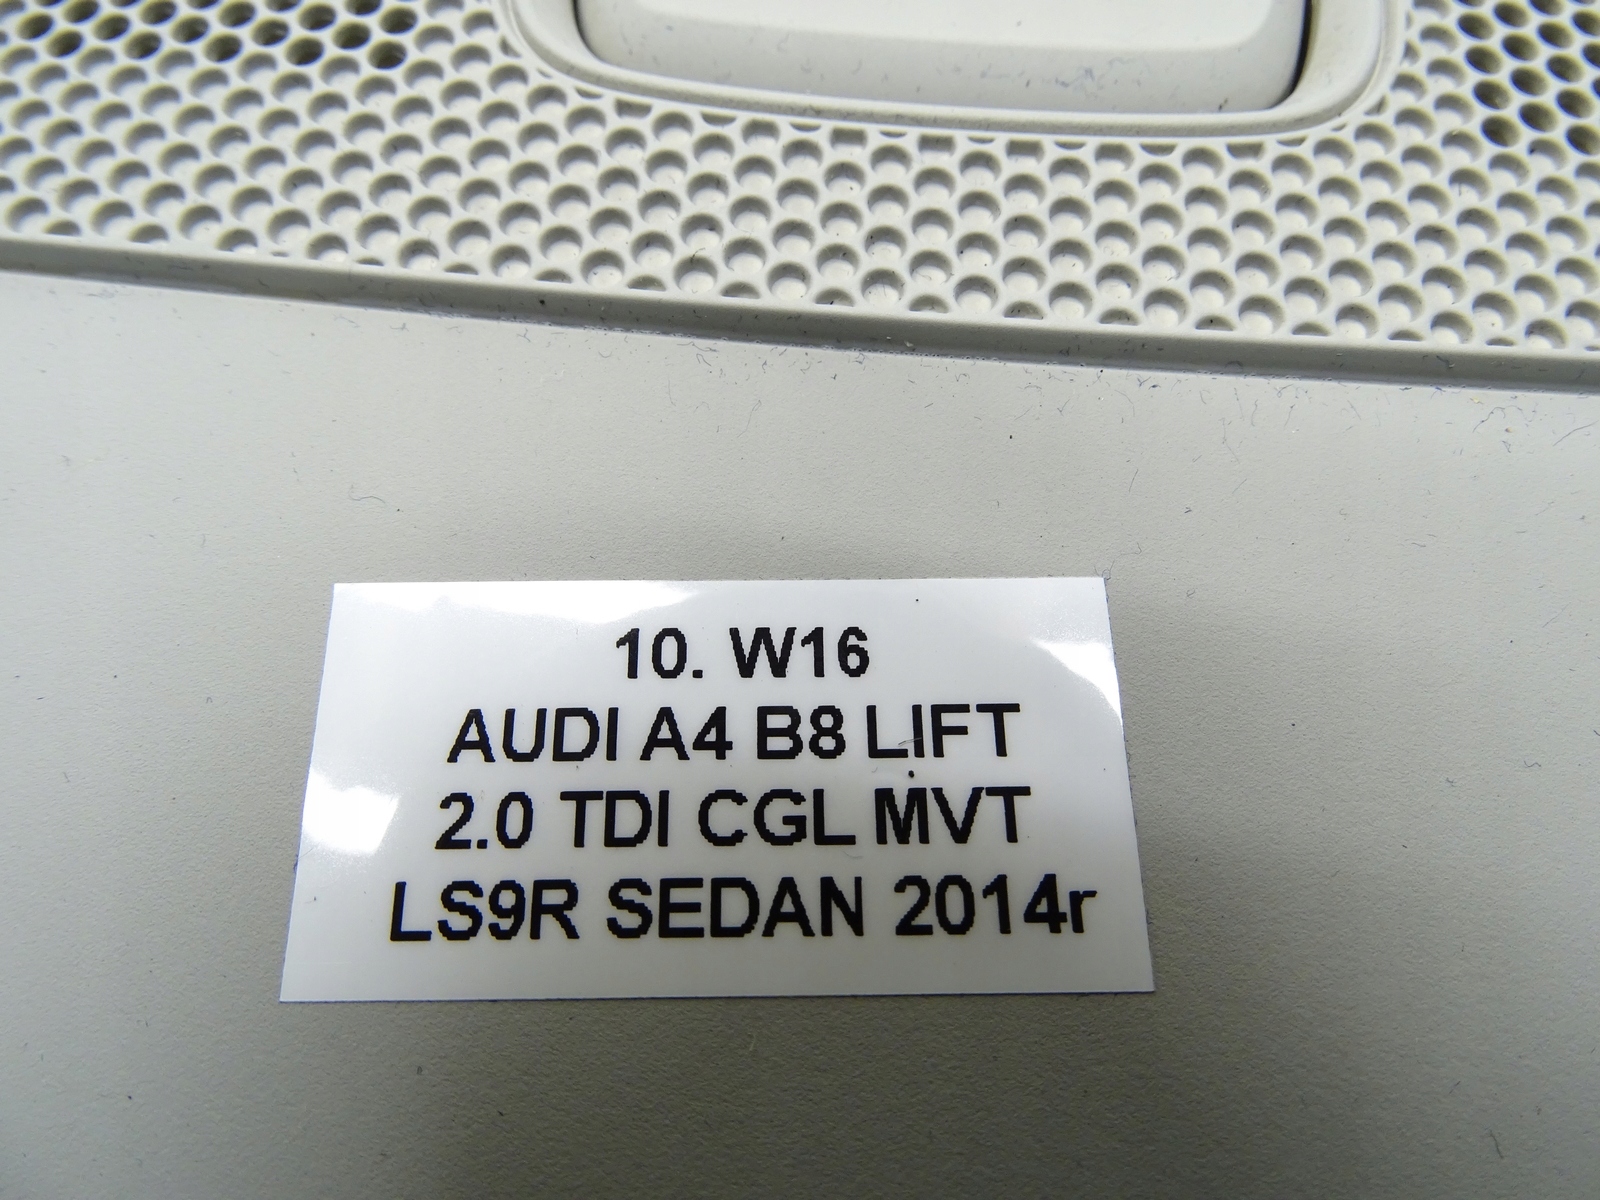 10. W16
AUDI A4 B8 LIFT
2.0 TDI CGL MVT
LS9R SEDAN 2014r